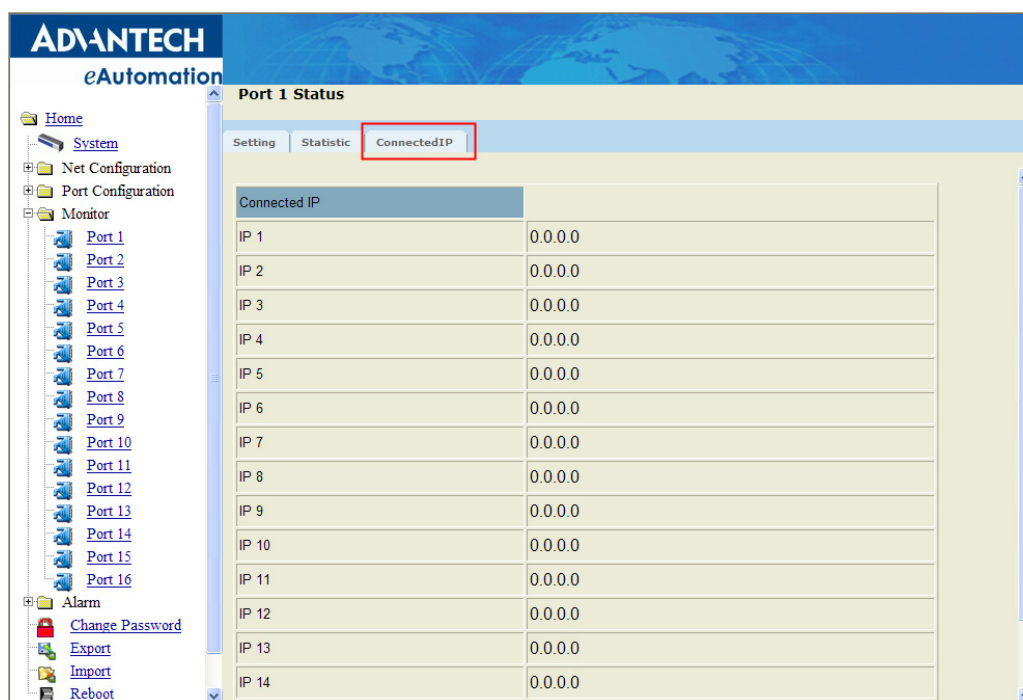 ADVANTECH
eAutomation
Home
System
Net Configuration
Port Configuration
Monitor
Port 1
Port 2
Port 3
Port 4
Port 5
Port 6
Port 7
Port 8
Port 9
Port 10
Port 11
Port 12
Port 13
Port 14
Port 15
Port 16
Alarm
Change Password
Export
Import
Reboot
Port 1 Status
Setting Statistic ConnectedIP
Connected IP
IP 1 0.0.0.0
IP 2 0.0.0.0
IP 3 0.0.0.0
IP 4 0.0.0.0
IP 5 0.0.0.0
IP 6 0.0.0.0
IP 7 0.0.0.0
IP 8 0.0.0.0
IP 9 0.0.0.0
IP 10 0.0.0.0
IP 11 0.0.0.0
IP 12 0.0.0.0
IP 13 0.0.0.0
IP 14 0.0.0.0